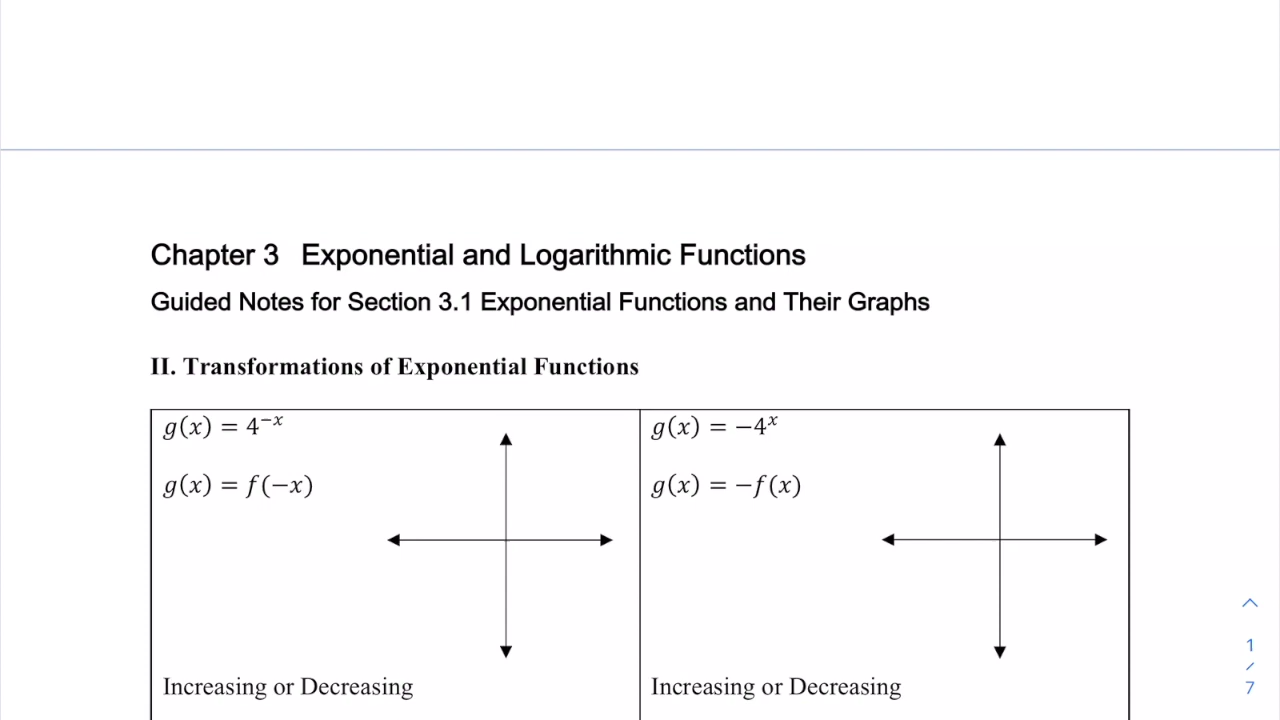 Chapter 3 Exponential and Logarithmic Functions
Guided Notes for Section 3.1 Exponential Functions and Their Graphs
II. Transformations of Exponential Functions
g(x) = 4⁻ˣ
g(x) = f(−x)
Increasing or Decreasing
g(x) = −4ˣ
g(x) = −f(x)
Increasing or Decreasing
1
/
7